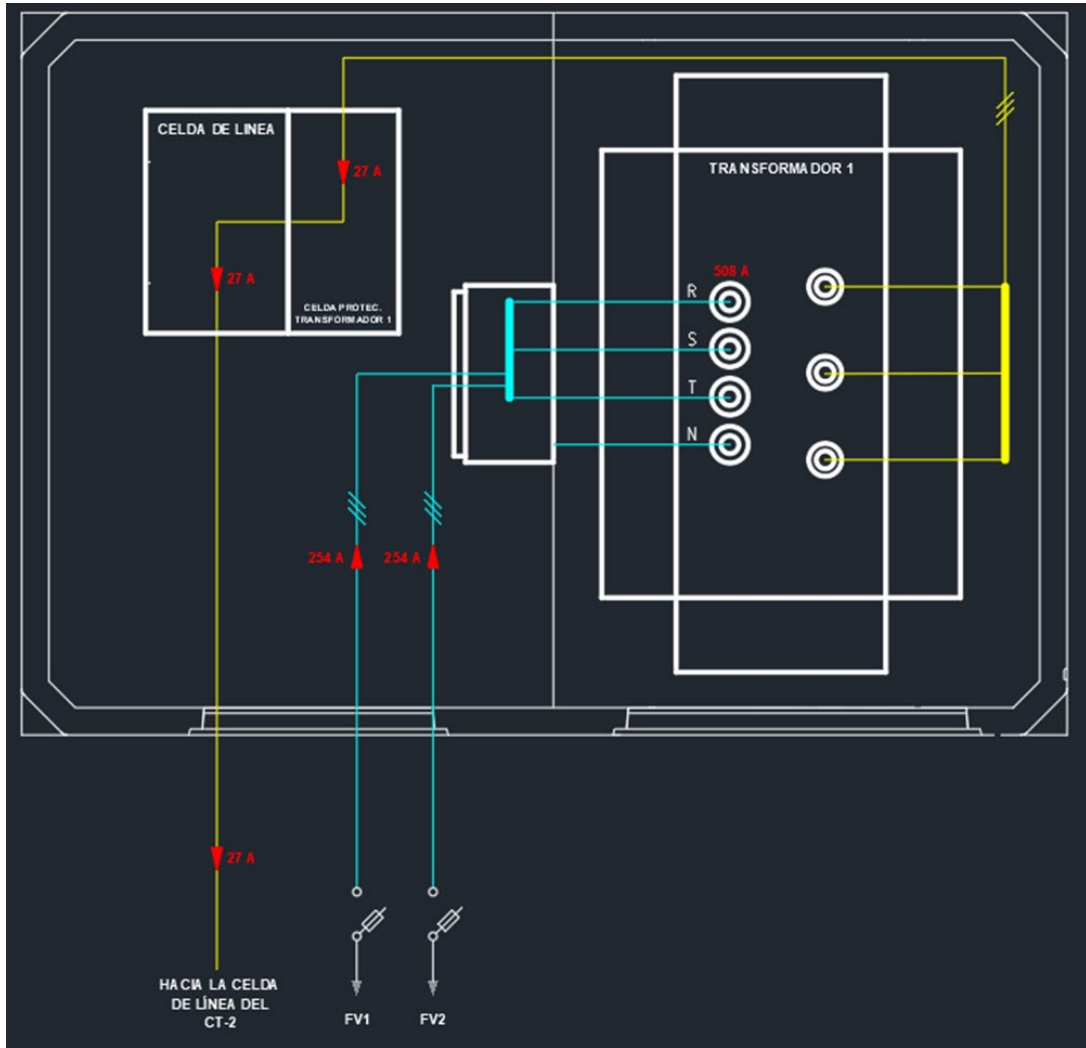 CELDA DE LINEA
27 A
TRANSFORMADOR 1
27 A
508 A
R
CELDA PROTEC.
TRANSFORMADOR 1
S
T
N
254 A
254 A
27 A
HACIA LA CELDA
DE LÍNEA DEL
CT-2
FV1
FV2